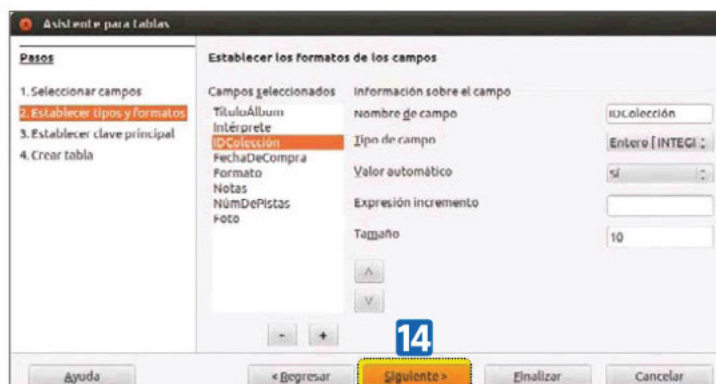 Asistente para tablas
Pasos
1. Seleccionar campos
2. Establecer tipos y formatos
3. Establecer clave principal
4. Crear tabla
Establecer los formatos de los campos
Campos seleccionados
TítuloÁlbum
Intérprete
IDColección
FechaDeCompra
Formato
Notas
NúmDePistas
Foto
- +
Información sobre el campo
Nombre de campo IDColección
Tipo de campo Entero [ INTEGI
Valor automático sí
Expresión incremento
Tamaño 10
14
Ayuda < Regresar Siguiente > Finalizar Cancelar